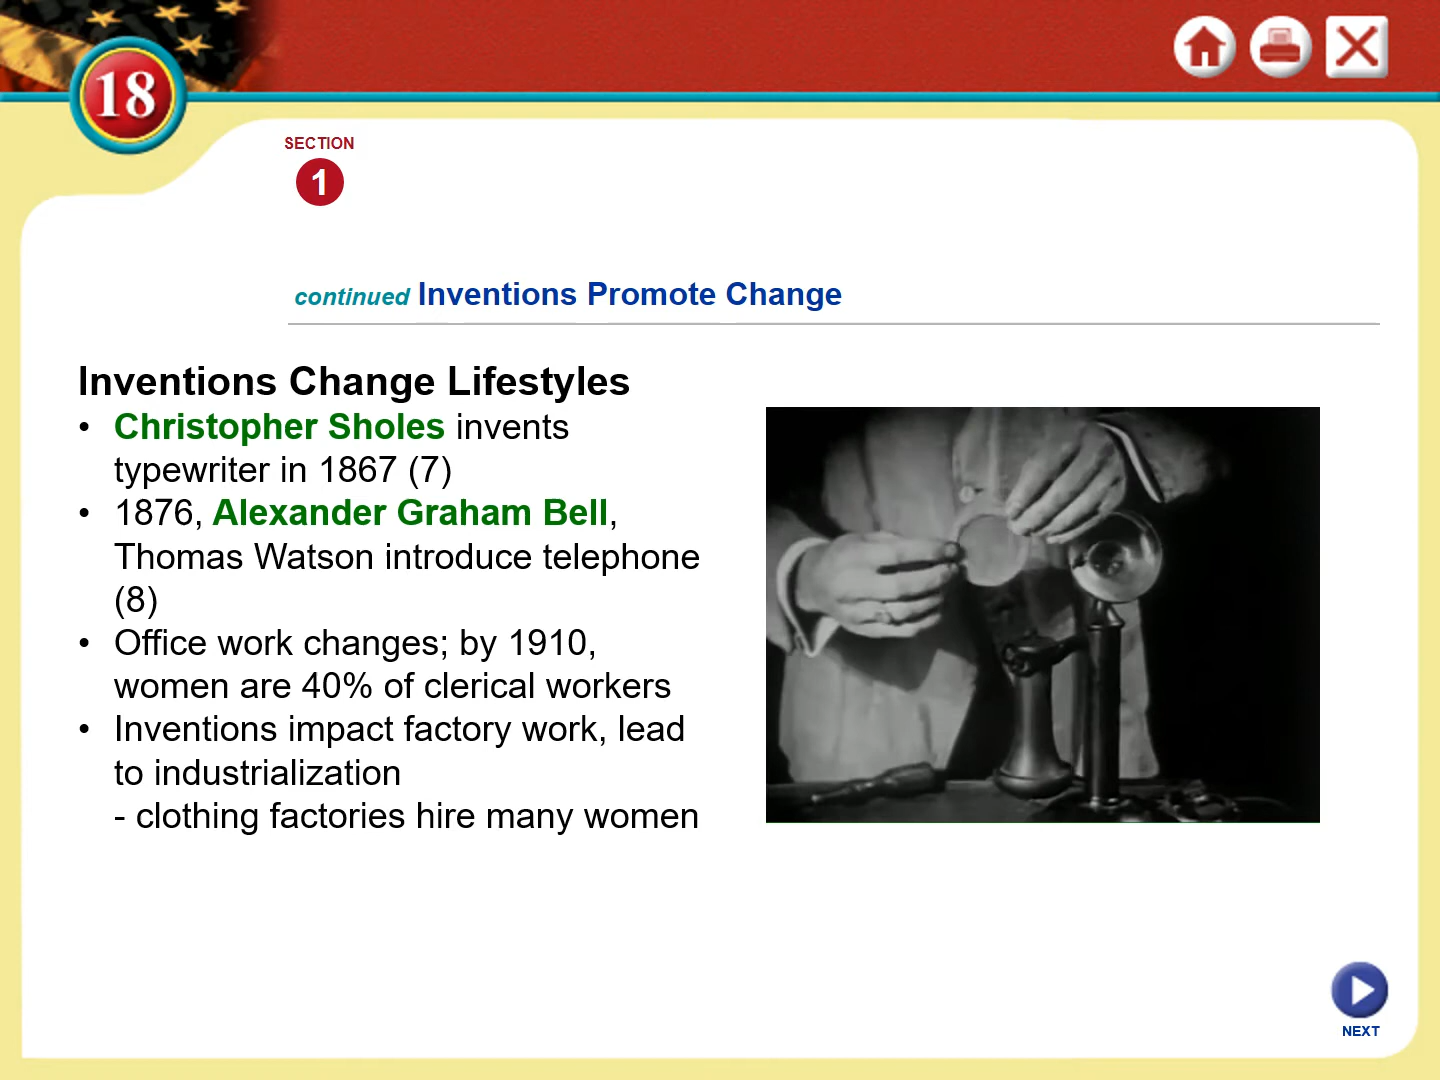 18
SECTION
1
continued Inventions Promote Change
Inventions Change Lifestyles
• Christopher Sholes invents
typewriter in 1867 (7)
• 1876, Alexander Graham Bell,
Thomas Watson introduce telephone
(8)
• Office work changes; by 1910,
women are 40% of clerical workers
• Inventions impact factory work, lead
to industrialization
- clothing factories hire many women
NEXT